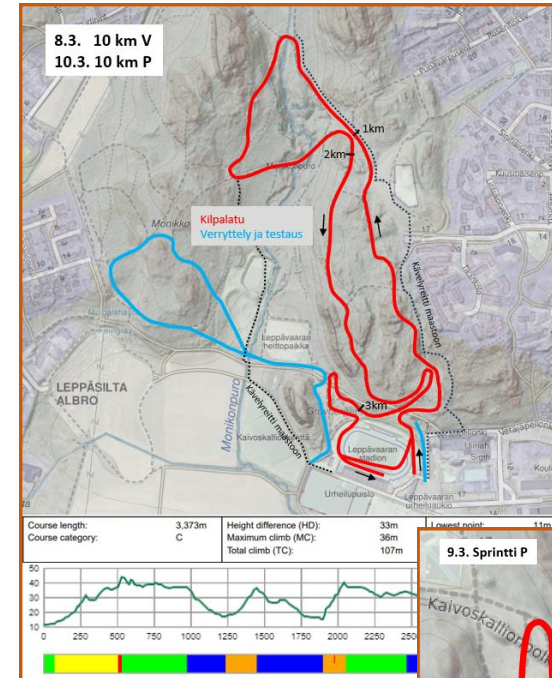 8.3. 10 km V
10.3. 10 km P
1km
2km
Kilpalatu
Verryttely ja testaus
Monikko
Leppävaaran
heittopaikka
Kävelyreitti maastoon
LEPPÄSILTA
ALBRO
Monikonpuro
Kävelyreitti maastoon
3km
Leppävaaran
stadion
Urheilupuisto
Leppävaaran
urheiluaukio
Course length: 3,373m
Course category: C
Height difference (HD): 33m
Maximum climb (MC): 36m
Total climb (TC): 107m
Lowest point: 11m
50
40
30
20
10
0 250 500 750 1000 1250 1500 1750 2000 2250 2500
9.3. Sprintti P